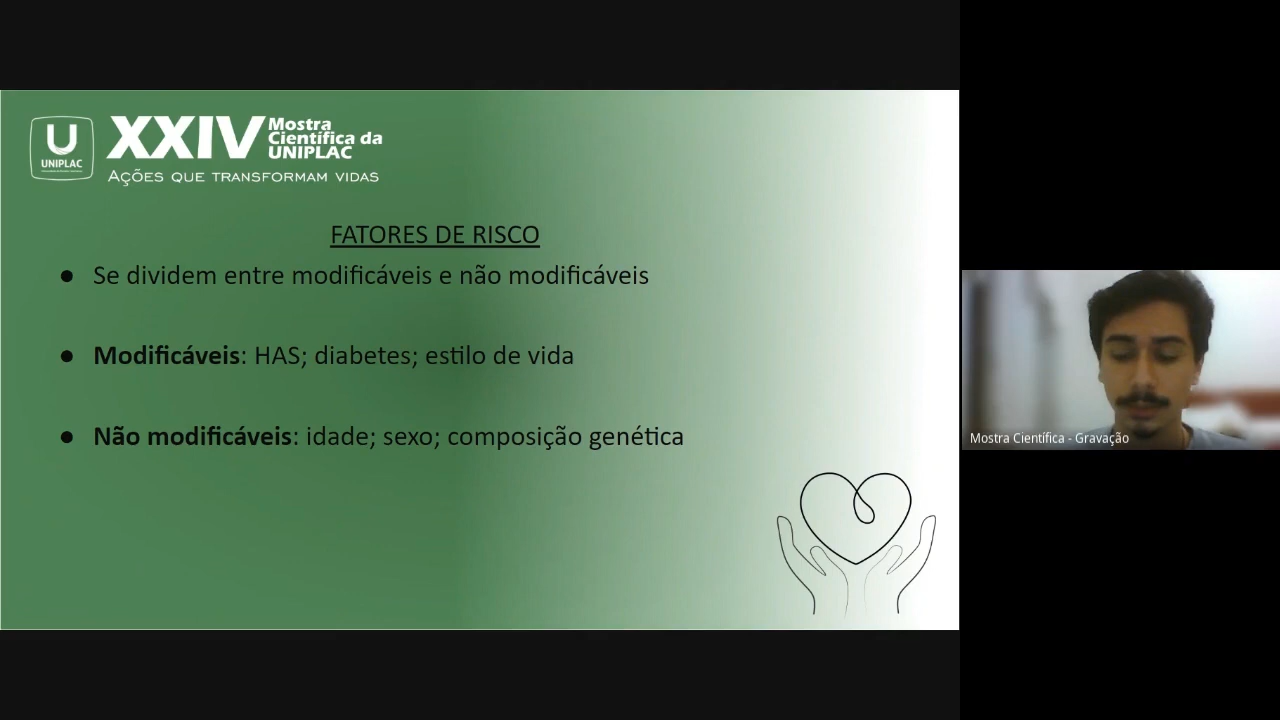 U
UNIPLAC
XXIV
Mostra
Científica da
UNIPLAC
AÇÕES QUE TRANSFORMAM VIDAS
FATORES DE RISCO
● Se dividem entre modificáveis e não modificáveis
● Modificáveis: HAS; diabetes; estilo de vida
● Não modificáveis: idade; sexo; composição genética
Mostra Científica - Gravação